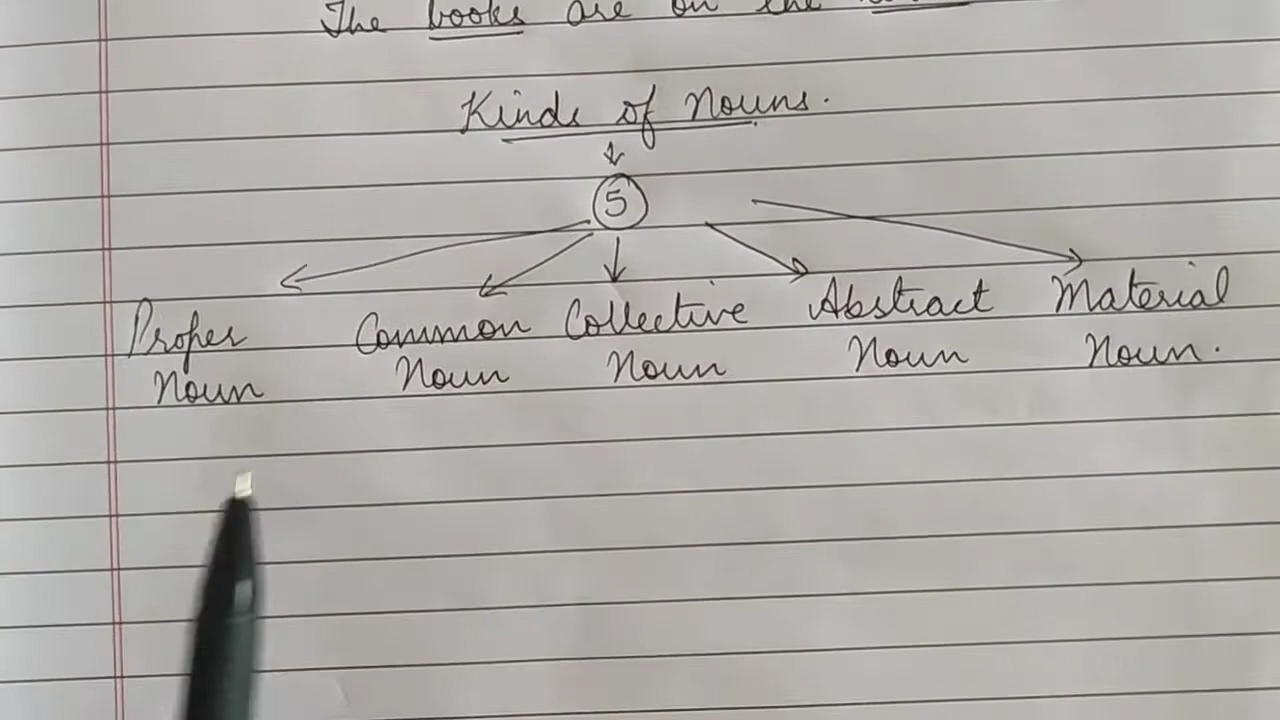 The books are on the
Kinds of Nouns.
5
Proper Common Collective Abstract Material
Noun Noun Noun Noun Noun.